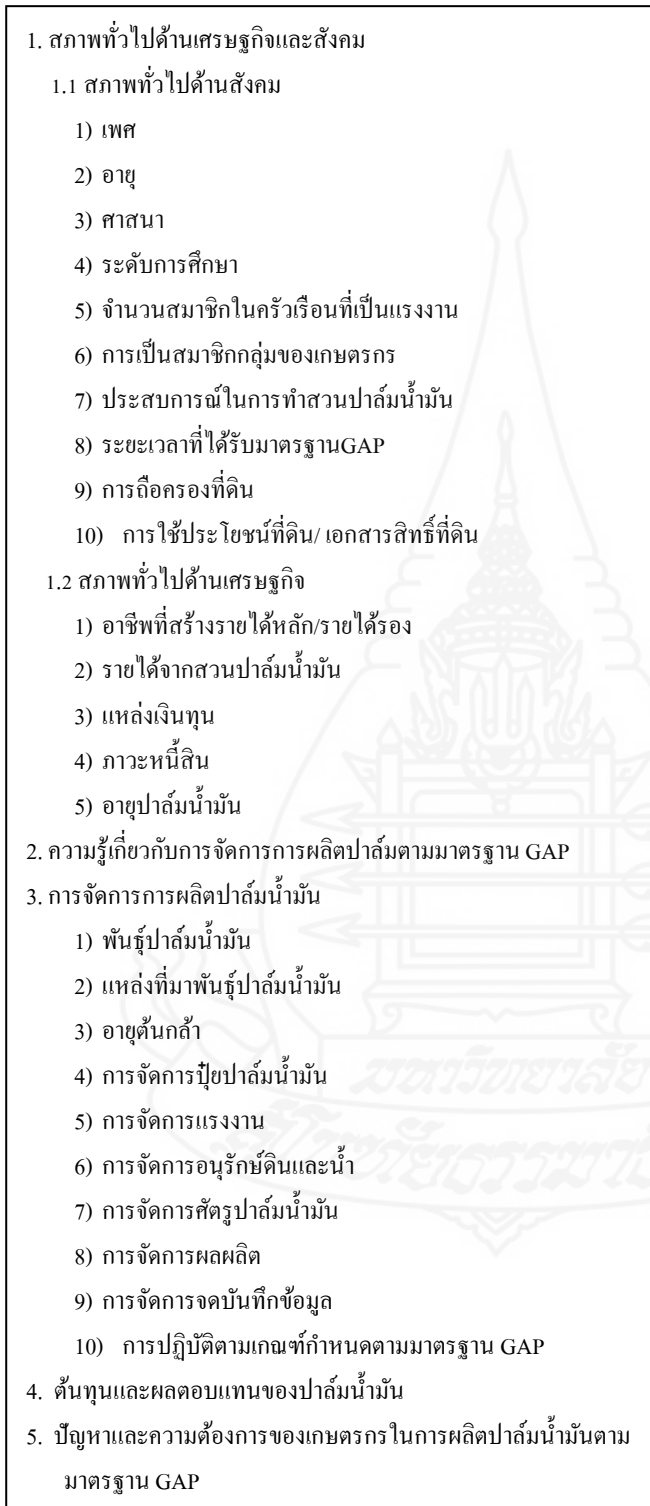 1. สภาพทั่วไปด้านเศรษฐกิจและสังคม
1.1 สภาพทั่วไปด้านสังคม
1) เพศ
2) อายุ
3) ศาสนา
4) ระดับการศึกษา
5) จำนวนสมาชิกในครัวเรือนที่เป็นแรงงาน
6) การเป็นสมาชิกกลุ่มของเกษตรกร
7) ประสบการณ์ในการทำสวนปาล์มน้ำมัน
8) ระยะเวลาที่ได้รับมาตรฐานGAP
9) การถือครองที่ดิน
10) การใช้ประโยชน์ที่ดิน/ เอกสารสิทธิ์ที่ดิน
1.2 สภาพทั่วไปด้านเศรษฐกิจ
1) อาชีพที่สร้างรายได้หลัก/รายได้รอง
2) รายได้จากสวนปาล์มน้ำมัน
3) แหล่งเงินทุน
4) ภาวะหนี้สิน
5) อายุปาล์มน้ำมัน
2. ความรู้เกี่ยวกับการจัดการการผลิตปาล์มตามมาตรฐาน GAP
3. การจัดการการผลิตปาล์มน้ำมัน
1) พันธุ์ปาล์มน้ำมัน
2) แหล่งที่มาพันธุ์ปาล์มน้ำมัน
3) อายุต้นกล้า
4) การจัดการปุ๋ยปาล์มน้ำมัน
5) การจัดการแรงงาน
6) การจัดการอนุรักษ์ดินและน้ำ
7) การจัดการศัตรูปาล์มน้ำมัน
8) การจัดการผลผลิต
9) การจัดการจดบันทึกข้อมูล
10) การปฏิบัติตามเกณฑ์กำหนดตามมาตรฐาน GAP
4. ต้นทุนและผลตอบแทนของปาล์มน้ำมัน
5. ปัญหาและความต้องการของเกษตรกรในการผลิตปาล์มน้ำมันตาม
มาตรฐาน GAP
มหาวิทยาลัย